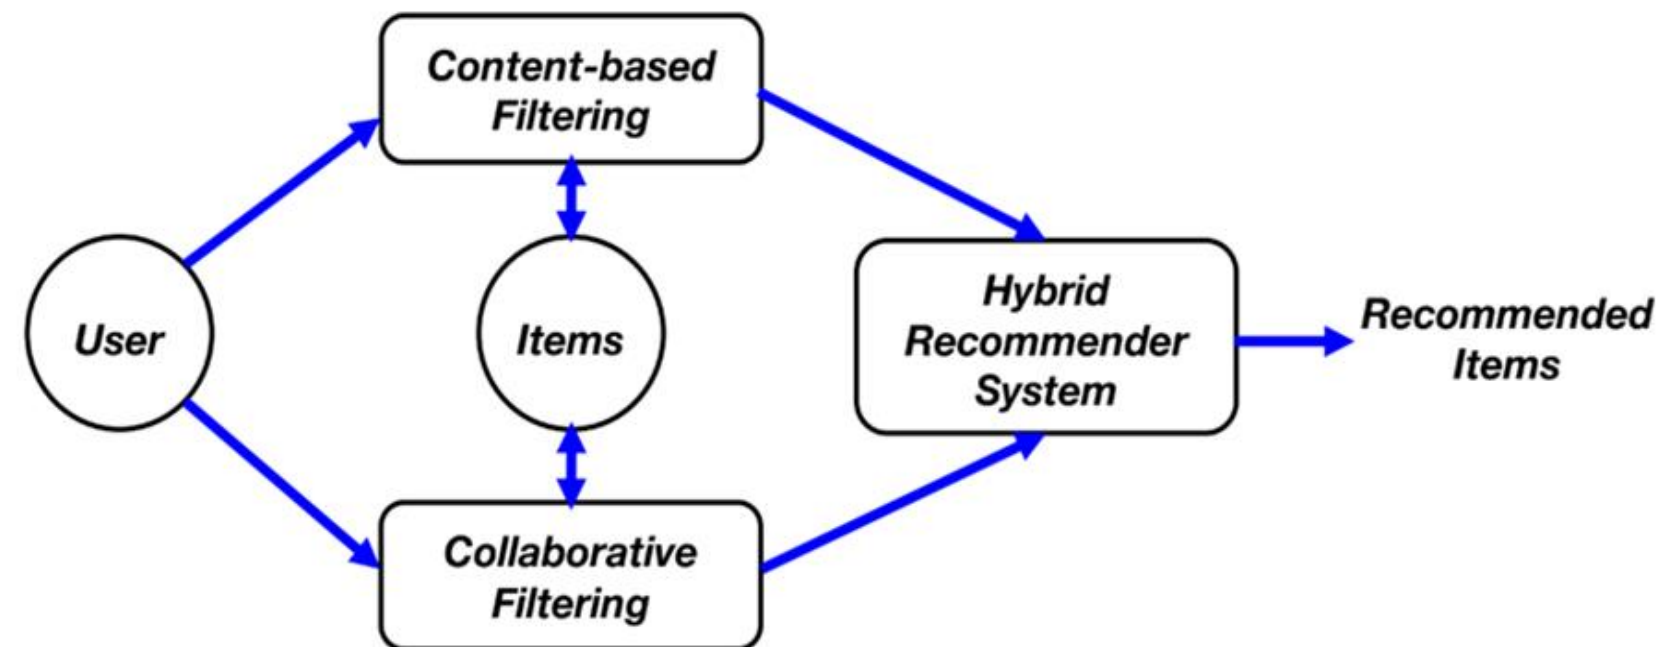 Content-based
Filtering
User
Items
Hybrid
Recommender
System
Recommended
Items
Collaborative
Filtering